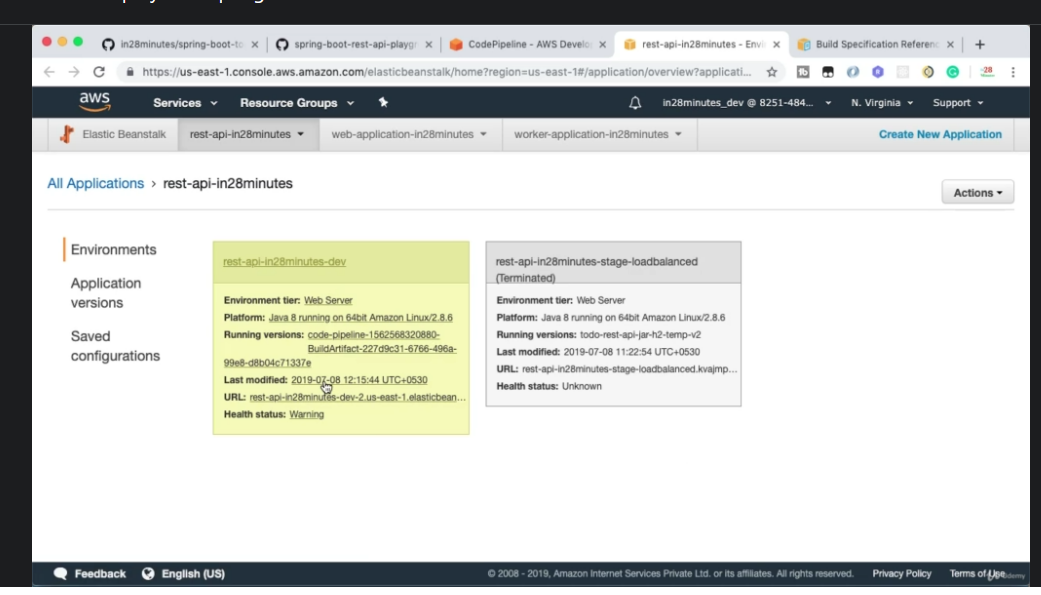 in28minutes/spring-boot-to
spring-boot-rest-api-playgr
CodePipeline - AWS Develo
rest-api-in28minutes - Envi
Build Specification Referenc
https://us-east-1.console.aws.amazon.com/elasticbeanstalk/home?region=us-east-1#/application/overview?applicati...
aws
Services
Resource Groups
in28minutes_dev @ 8251-484...
N. Virginia
Support
Elastic Beanstalk
rest-api-in28minutes
web-application-in28minutes
worker-application-in28minutes
Create New Application
All Applications › rest-api-in28minutes
Actions
Environments
Application
versions
Saved
configurations
rest-api-in28minutes-dev
Environment tier: Web Server
Platform: Java 8 running on 64bit Amazon Linux/2.8.6
Running versions: code-pipeline-1562568320880-
BuildArtifact-227d9c31-6766-496a-
99e8-d8b04c71337e
Last modified: 2019-07-08 12:15:44 UTC+0530
URL: rest-api-in28minutes-dev-2.us-east-1.elasticbean...
Health status: Warning
rest-api-in28minutes-stage-loadbalanced
(Terminated)
Environment tier: Web Server
Platform: Java 8 running on 64bit Amazon Linux/2.8.6
Running versions: todo-rest-api-jar-h2-temp-v2
Last modified: 2019-07-08 11:22:54 UTC+0530
URL: rest-api-in28minutes-stage-loadbalanced.kvajmp...
Health status: Unknown
Feedback
English (US)
© 2008 - 2019, Amazon Internet Services Private Ltd. or its affiliates. All rights reserved.
Privacy Policy
Terms of Use